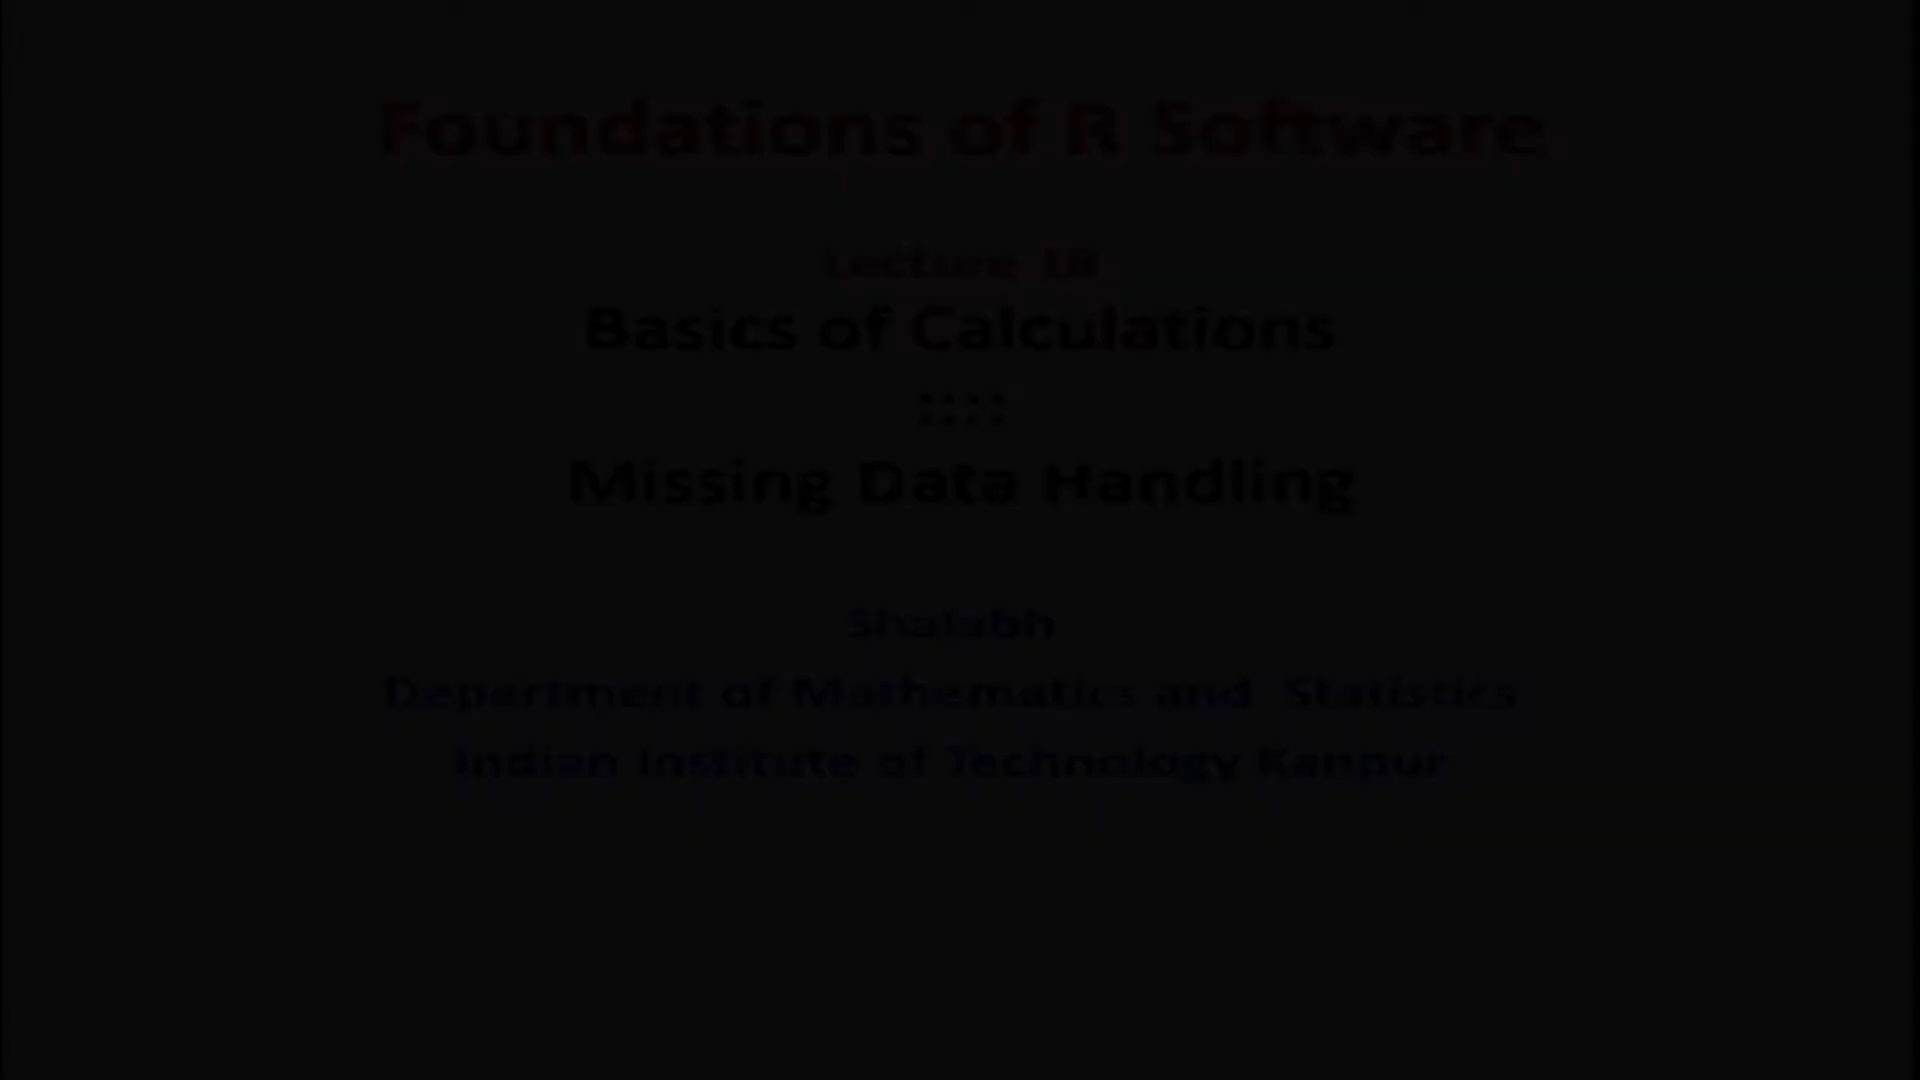 Foundations of R Software
Lecture 18
Basics of Calculations
::::
Missing Data Handling
Shalabh
Department of Mathematics and Statistics
Indian Institute of Technology Kanpur